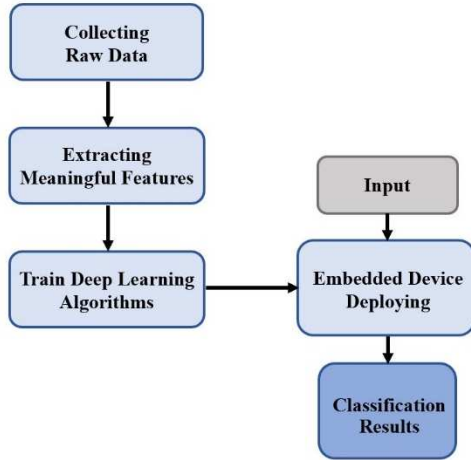 Collecting
Raw Data
Extracting
Meaningful Features
Input
Train Deep Learning
Algorithms
Embedded Device
Deploying
Classification
Results